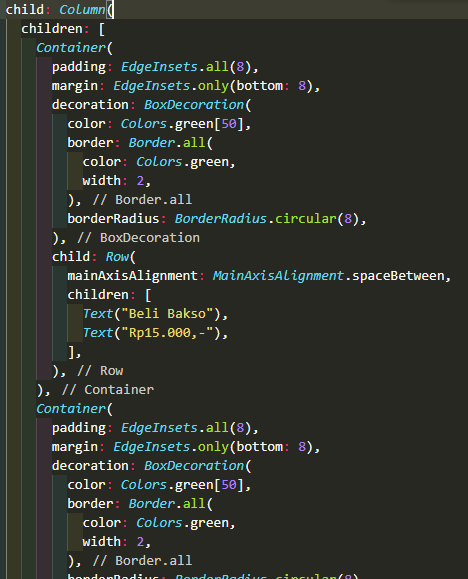 child: Column(
children: [
Container(
padding: EdgeInsets.all(8),
margin: EdgeInsets.only(bottom: 8),
decoration: BoxDecoration(
color: Colors.green[50],
border: Border.all(
color: Colors.green,
width: 2,
), // Border.all
borderRadius: BorderRadius.circular(8),
), // BoxDecoration
child: Row(
mainAxisAlignment: MainAxisAlignment.spaceBetween,
children: [
Text("Beli Bakso"),
Text("Rp15.000,-"),
],
), // Row
), // Container
Container(
padding: EdgeInsets.all(8),
margin: EdgeInsets.only(bottom: 8),
decoration: BoxDecoration(
color: Colors.green[50],
border: Border.all(
color: Colors.green,
width: 2,
), // Border.all
borderRadius: BorderRadius.circular(8)